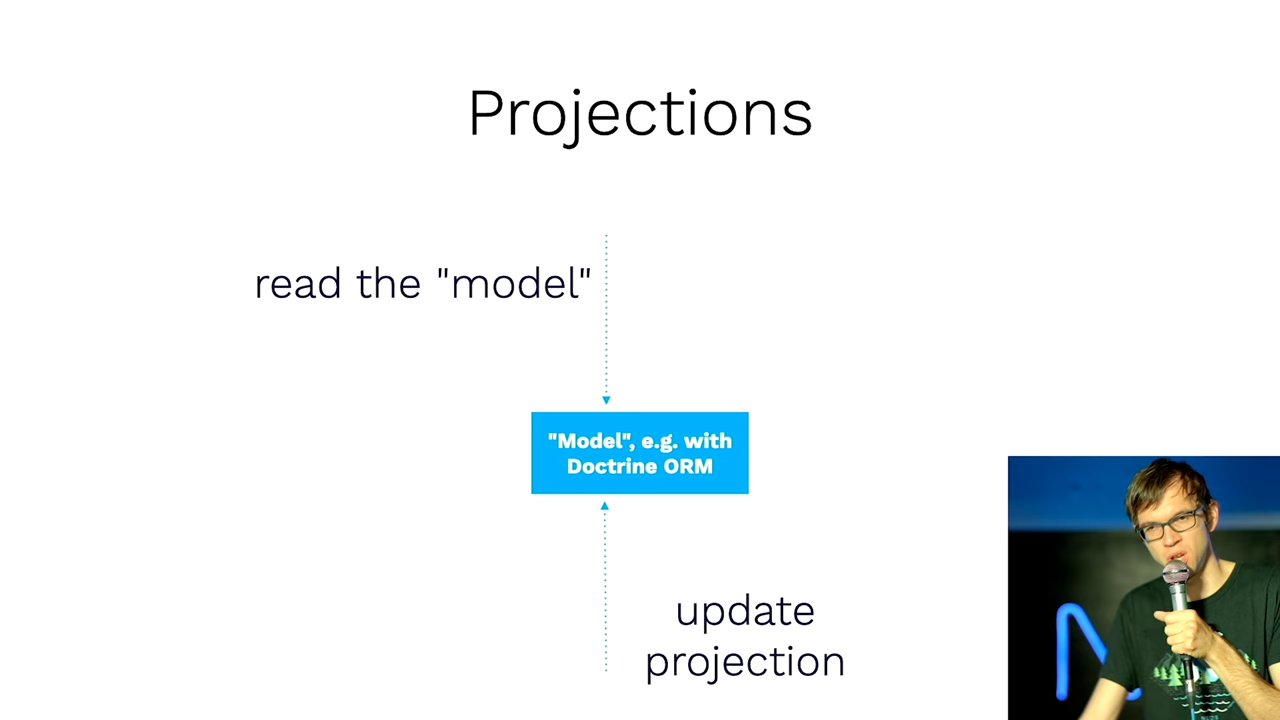 Projections
read the "model"
"Model", e.g. with
Doctrine ORM
update
projection